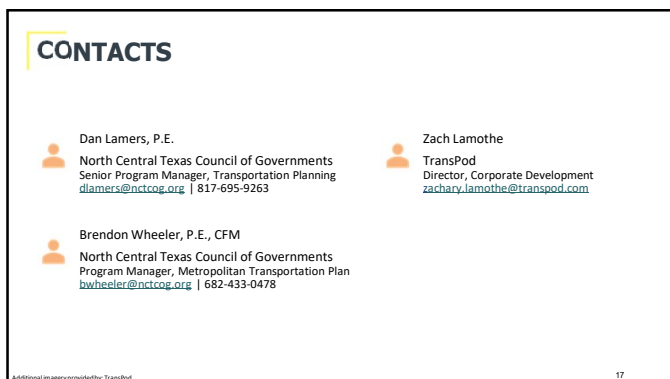 CONTACTS
Dan Lamers, P.E.
North Central Texas Council of Governments
Senior Program Manager, Transportation Planning
dlamers@nctcog.org | 817-695-9263
Brendon Wheeler, P.E., CFM
North Central Texas Council of Governments
Program Manager, Metropolitan Transportation Plan
bwheeler@nctcog.org | 682-433-0478
Zach Lamothe
TransPod
Director, Corporate Development
zachary.lamothe@transpod.com
Additional imagery provided by: TransPod
17